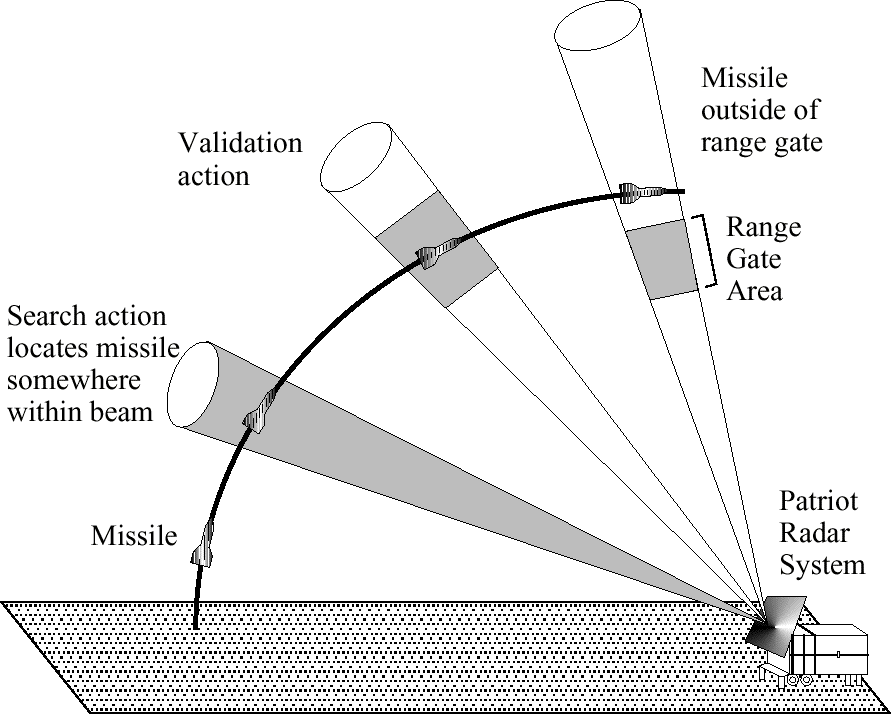 Missile
outside of
range gate
Validation
action
Range
Gate
Area
Search action
locates missile
somewhere
within beam
Missile
Patriot
Radar
System